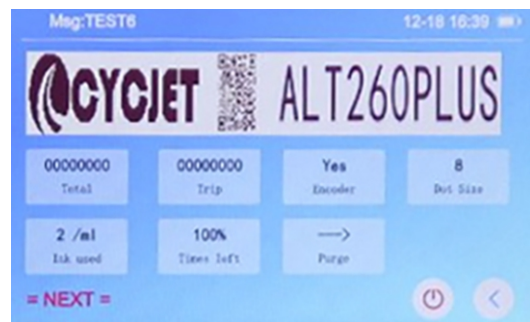 Msg:TEST6 12-18 16:39
CYCJET ALT260PLUS
00000000 00000000 Yes 8
Total Trip Encoder Dot Size
2 /ml 100% --->
Ink used Times left Purge
= NEXT =